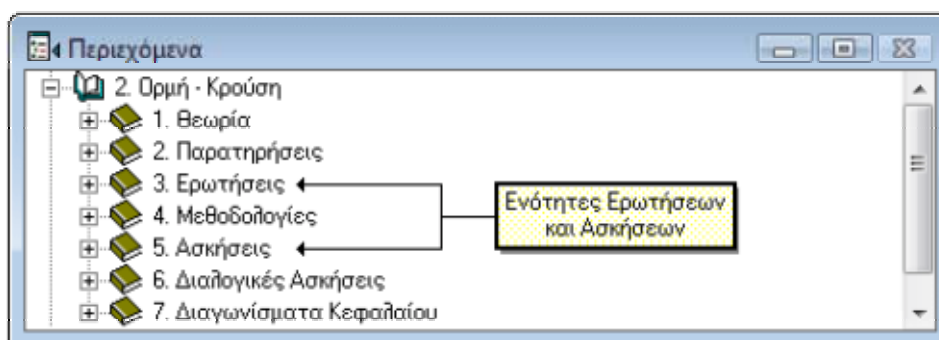 Περιεχόμενα
2. Ορμή - Κρούση
1. Θεωρία
2. Παρατηρήσεις
3. Ερωτήσεις
4. Μεθοδολογίες
5. Ασκήσεις
Ενότητες Ερωτήσεων
και Ασκήσεων
6. Διαλογικές Ασκήσεις
7. Διαγωνίσματα Κεφαλαίου